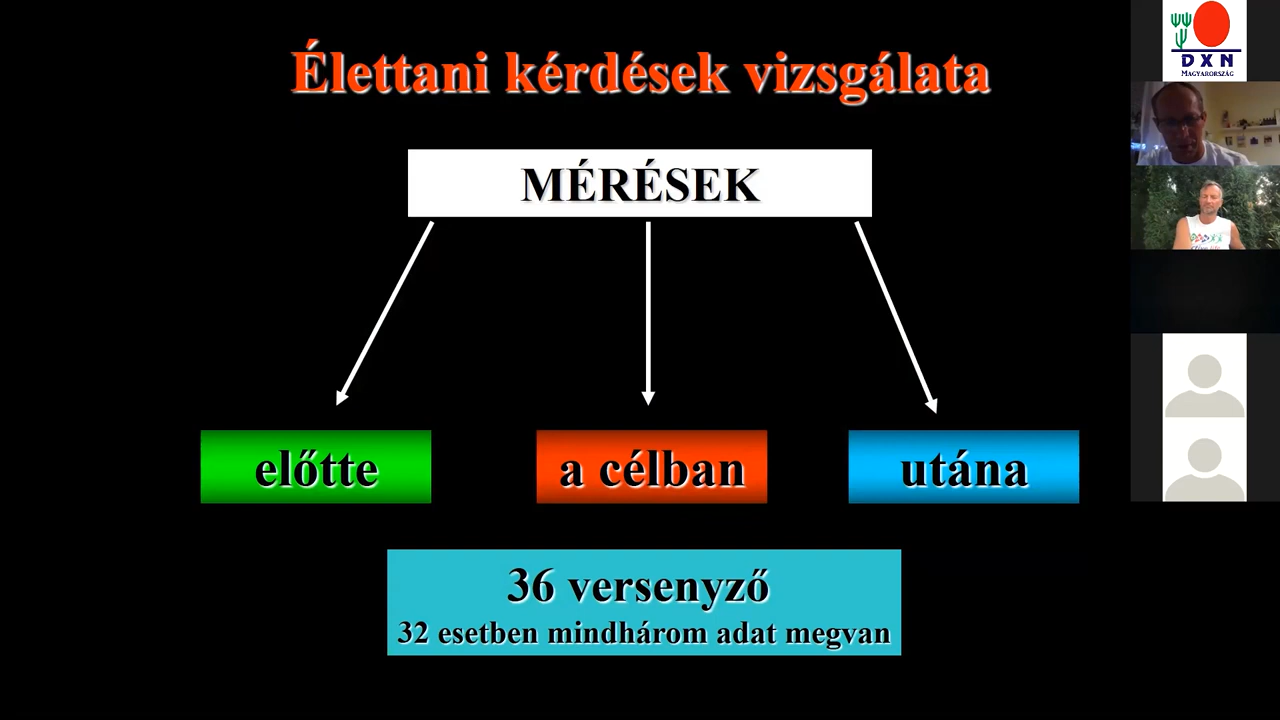 Élettani kérdések vizsgálata
MÉRÉSEK
előtte
a célban
utána
36 versenyző
32 esetben mindhárom adat megvan
DXN
MAGYARORSZÁG